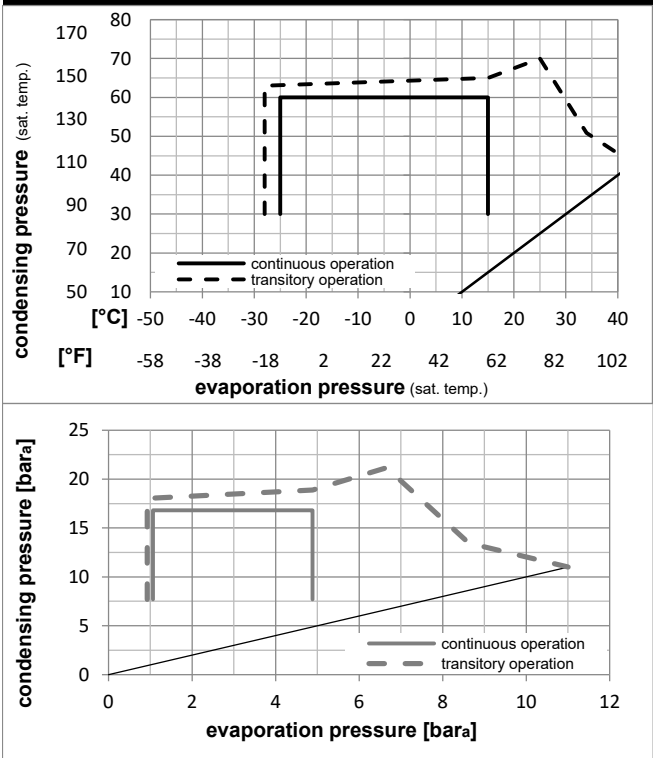 condensing pressure (sat. temp.)
170 80
150 70
130 60
110 50
90 40
70 30
50 20
10
continuous operation
transitory operation
[°C] -50 -40 -30 -20 -10 0 10 20 30 40
[°F] -58 -38 -18 2 22 42 62 82 102
evaporation pressure (sat. temp.)
condensing pressure [bara]
25
20
15
10
5
0
continuous operation
transitory operation
0 2 4 6 8 10 12
evaporation pressure [bara]